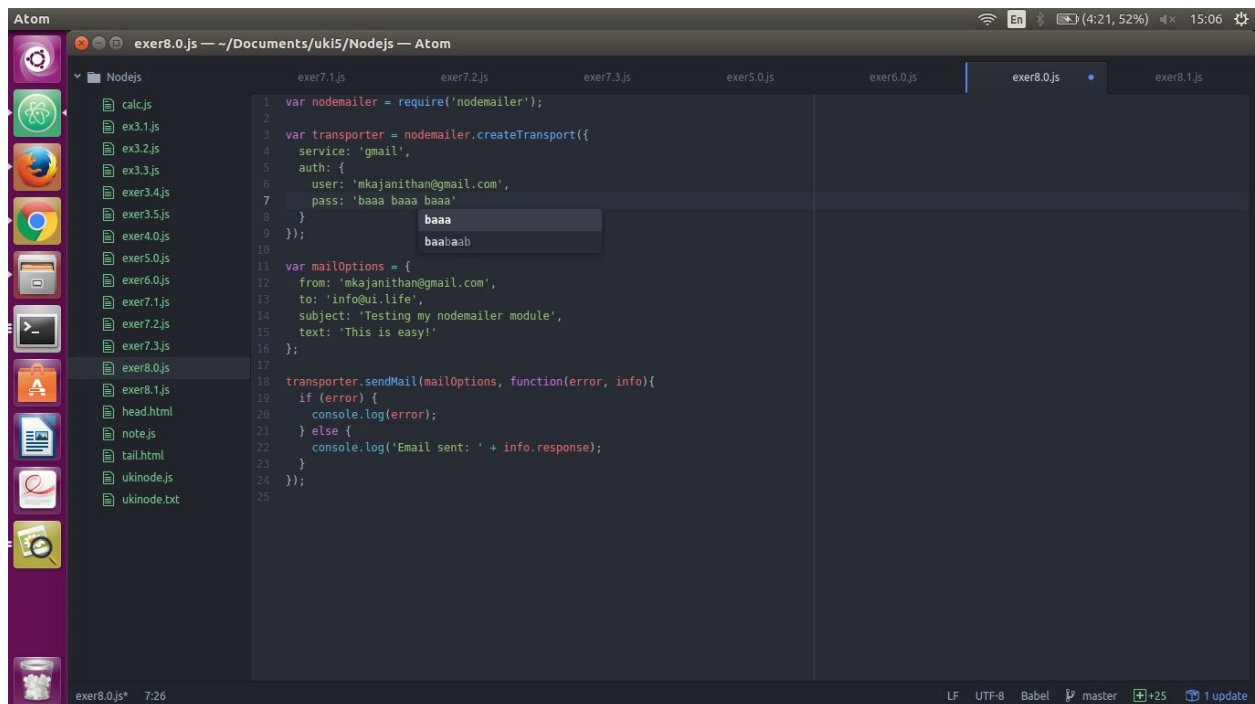 Atom
En
(4:21, 52%)
15:06
exer8.0.js — ~/Documents/uki5/Nodejs — Atom
Nodejs
calc.js
ex3.1.js
ex3.2.js
ex3.3.js
exer3.4.js
exer3.5.js
exer4.0.js
exer5.0.js
exer6.0.js
exer7.1.js
exer7.2.js
exer7.3.js
exer8.0.js
exer8.1.js
head.html
note.js
tail.html
ukinode.js
ukinode.txt
exer7.1.js
exer7.2.js
exer7.3.js
exer5.0.js
exer6.0.js
exer8.0.js
exer8.1.js
1 var nodemailer = require('nodemailer');
2
3 var transporter = nodemailer.createTransport({
4   service: 'gmail',
5   auth: {
6     user: 'mkajanithan@gmail.com',
7     pass: 'baaa baaa baaa'
8   }
9 });
10
11 var mailOptions = {
12   from: 'mkajanithan@gmail.com',
13   to: 'info@ui.life',
14   subject: 'Testing my nodemailer module',
15   text: 'This is easy!'
16 };
17
18 transporter.sendMail(mailOptions, function(error, info){
19   if (error) {
20     console.log(error);
21   } else {
22     console.log('Email sent: ' + info.response);
23   }
24 });
25
baaa
baabaab
exer8.0.js* 7:26
LF UTF-8 Babel master +25 1 update